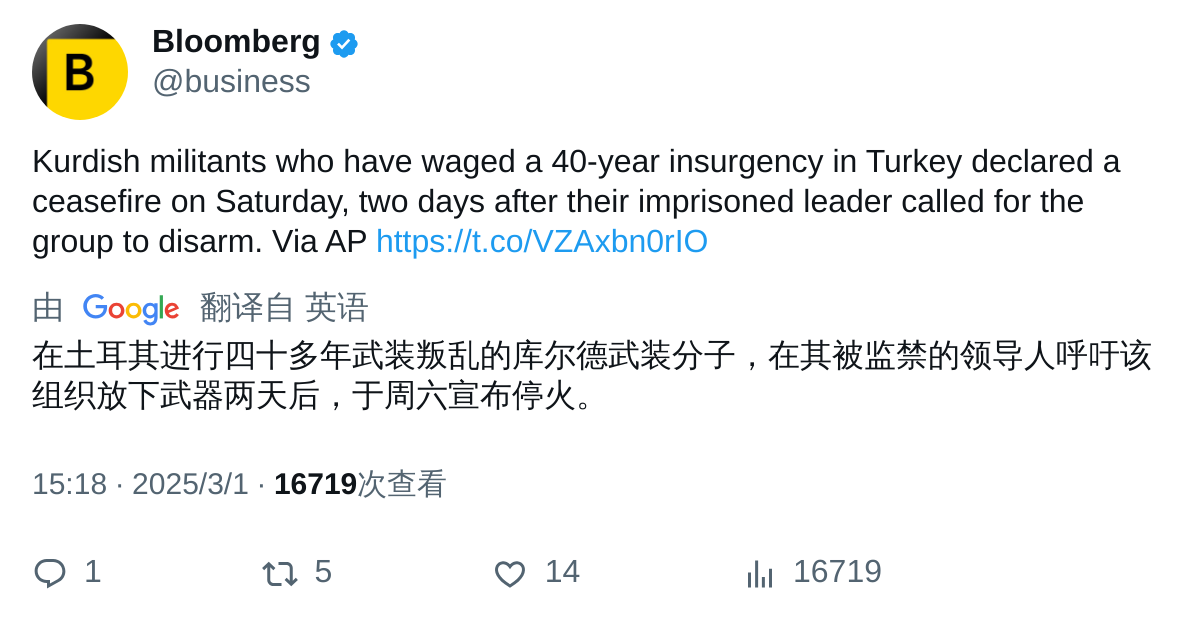 B
Bloomberg
@business
Kurdish militants who have waged a 40-year insurgency in Turkey declared a
ceasefire on Saturday, two days after their imprisoned leader called for the
group to disarm. Via AP https://t.co/VZAxbn0rIO
由 Google 翻译自 英语
在土耳其进行四十多年武装叛乱的库尔德武装分子，在其被监禁的领导人呼吁该
组织放下武器两天后，于周六宣布停火。
15:18 · 2025/3/1 · 16719次查看
1 5 14 16719